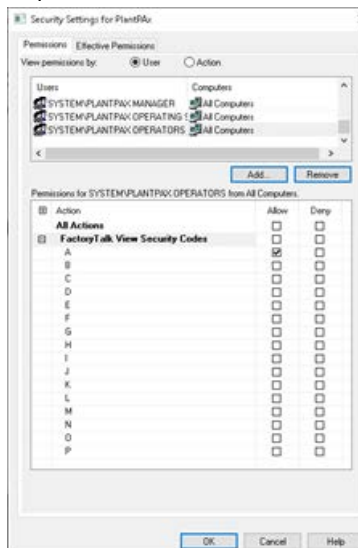 Security Settings for PlantPAx
Permissions Effective Permissions
View permissions by: User Action
Users Computers
SYSTEM\PLANTPAX MANAGER All Computers
SYSTEM\PLANTPAX OPERATING S All Computers
SYSTEM\PLANTPAX OPERATORS All Computers
Add... Remove
Permissions for SYSTEM\PLANTPAX OPERATORS from All Computers.
Action Allow Deny
All Actions
FactoryTalk View Security Codes
A
B
C
D
E
F
G
H
I
J
K
L
M
N
O
P
OK Cancel Help